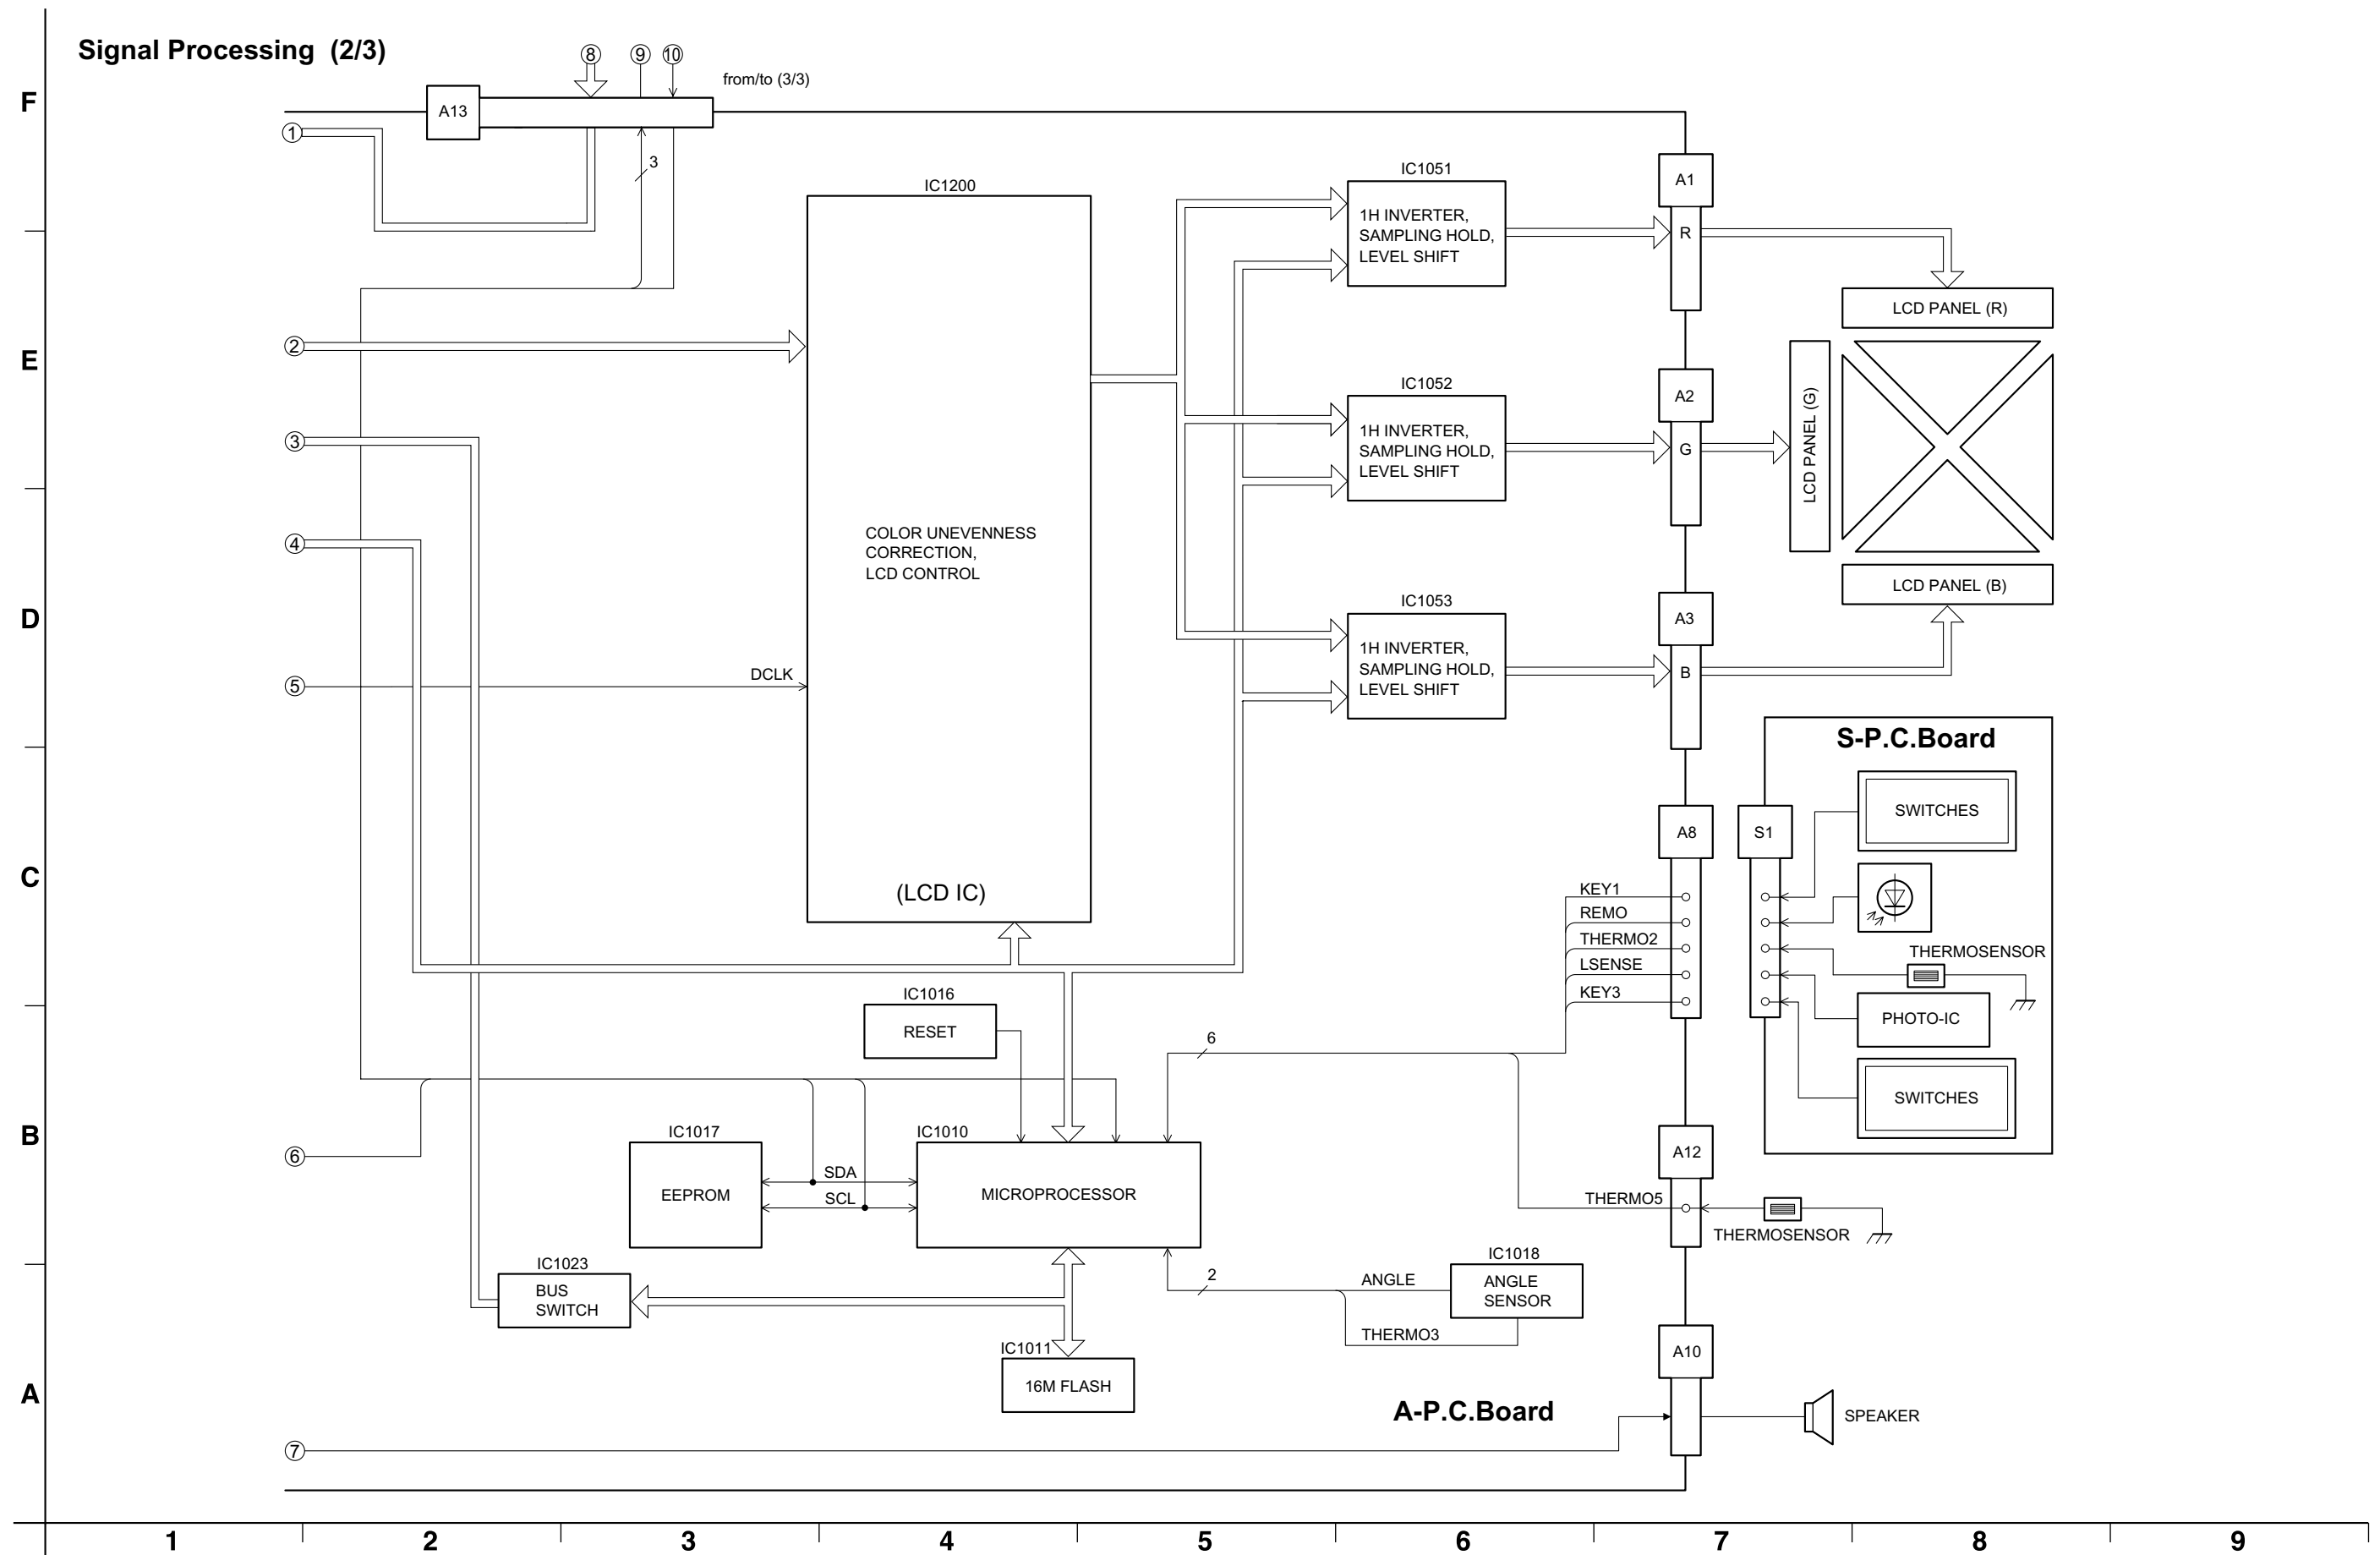 Signal Processing (2/3)
8
9
10
from/to (3/3)
F
A13
1
3
IC1200
IC1051
A1
1H INVERTER,
SAMPLING HOLD,
LEVEL SHIFT
R
LCD PANEL (R)
2
E
IC1052
A2
LCD PANEL (G)
3
1H INVERTER,
SAMPLING HOLD,
LEVEL SHIFT
G
4
COLOR UNEVENNESS
CORRECTION,
LCD CONTROL
LCD PANEL (B)
D
IC1053
A3
1H INVERTER,
SAMPLING HOLD,
LEVEL SHIFT
B
5
DCLK
S-P.C.Board
SWITCHES
A8
S1
C
(LCD IC)
KEY1
REMO
THERMO2
LSENSE
KEY3
THERMOSENSOR
PHOTO-IC
IC1016
RESET
6
SWITCHES
B
IC1017
IC1010
A12
6
SDA
SCL
EEPROM
MICROPROCESSOR
THERMO5
THERMOSENSOR
IC1023
BUS
SWITCH
IC1018
2
ANGLE
ANGLE
SENSOR
THERMO3
IC1011
A10
16M FLASH
A
A-P.C.Board
SPEAKER
7
1
2
3
4
5
6
7
8
9